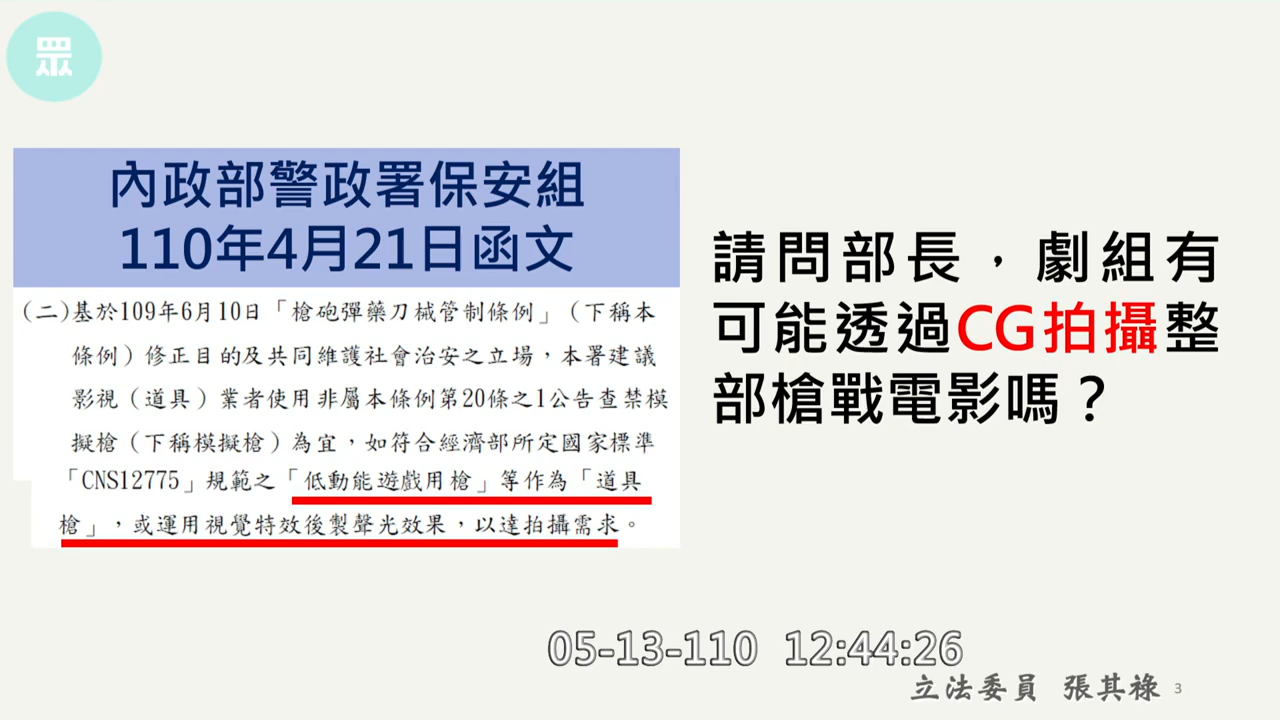 眾
內政部警政署保安組
110年4月21日函文
(二)基於109年6月10日「槍砲彈藥刀械管制條例」（下稱本
條例）修正目的及共同維護社會治安之立場，本署建議
影視（道具）業者使用非屬本條例第20條之1公告查禁模
擬槍（下稱模擬槍）為宜，如符合經濟部所定國家標準
「CNS12775」規範之「低動能遊戲用槍」等作為「道具
槍」，或運用視覺特效後製聲光效果，以達拍攝需求。
請問部長，劇組有
可能透過CG拍攝整
部槍戰電影嗎？
05-13-110 12:44:26
立法委員 張其祿 3